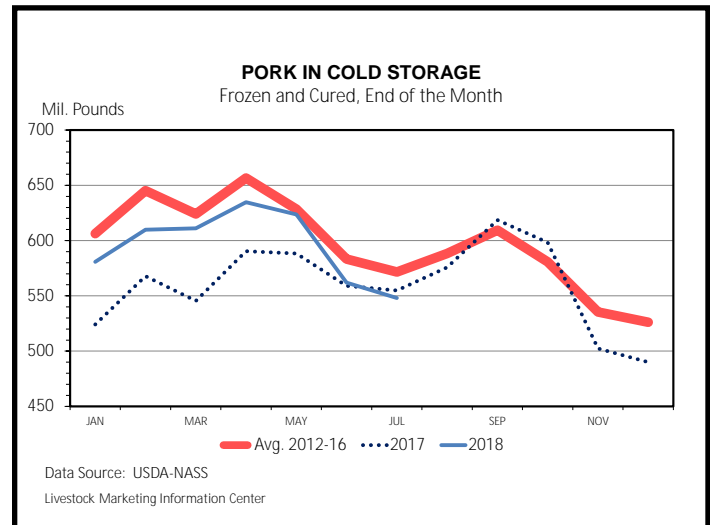 PORK IN COLD STORAGE
Frozen and Cured, End of the Month
Mil. Pounds
700
650
600
550
500
450
JAN MAR MAY JUL SEP NOV
Avg. 2012-16 2017 2018
Data Source: USDA-NASS
Livestock Marketing Information Center